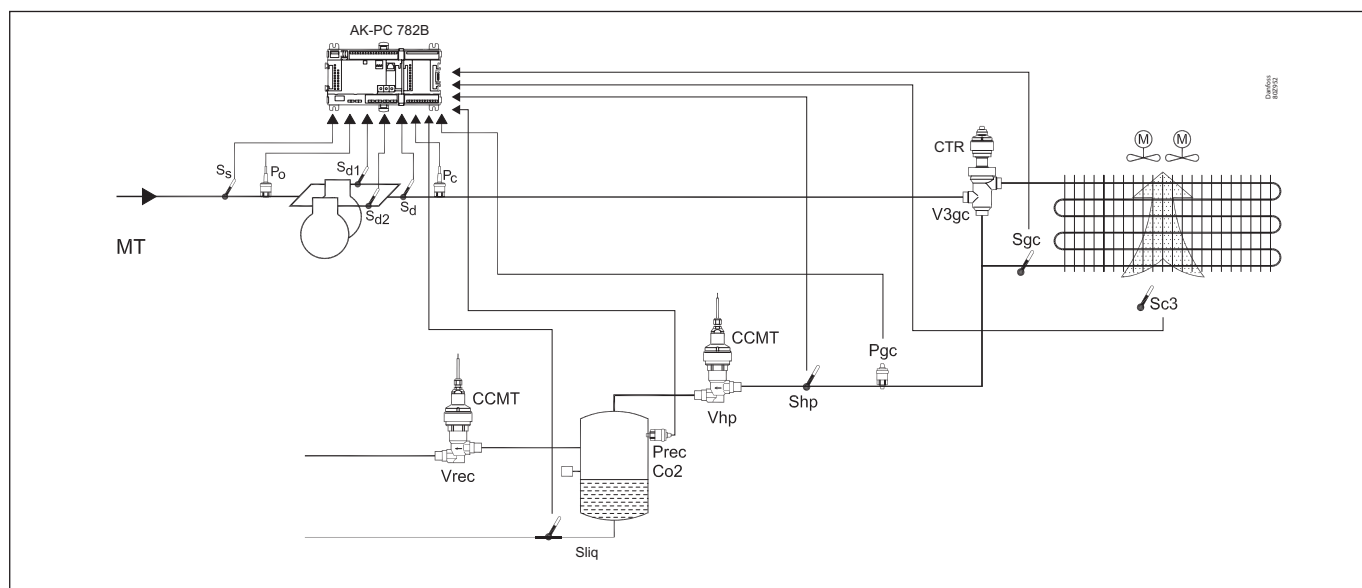 AK-PC 782B
Danfoss
80Z952
CTR
M
M
Ss
Po
Sd1
Pc
Sd2
Sd
V3gc
Sgc
MT
Sc3
CCMT
Pgc
CCMT
Vhp
Shp
Prec
Co2
Vrec
Sliq